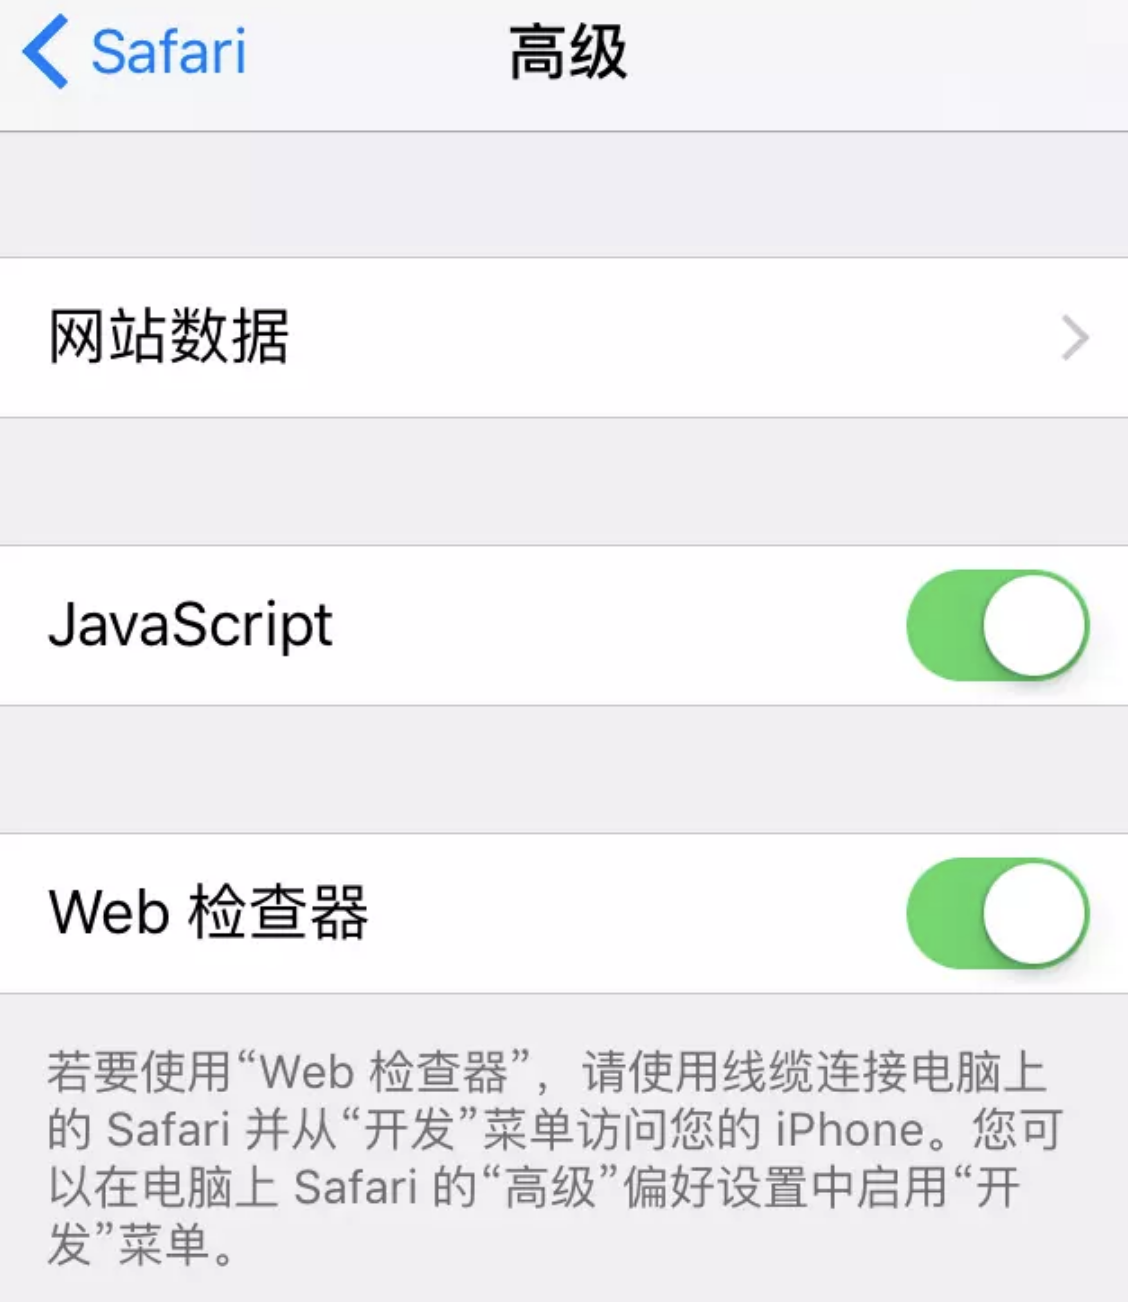 Safari
高级
网站数据
JavaScript
Web 检查器
若要使用“Web 检查器”，请使用线缆连接电脑上
的 Safari 并从“开发”菜单访问您的 iPhone。您可
以在电脑上 Safari 的“高级”偏好设置中启用“开
发”菜单。